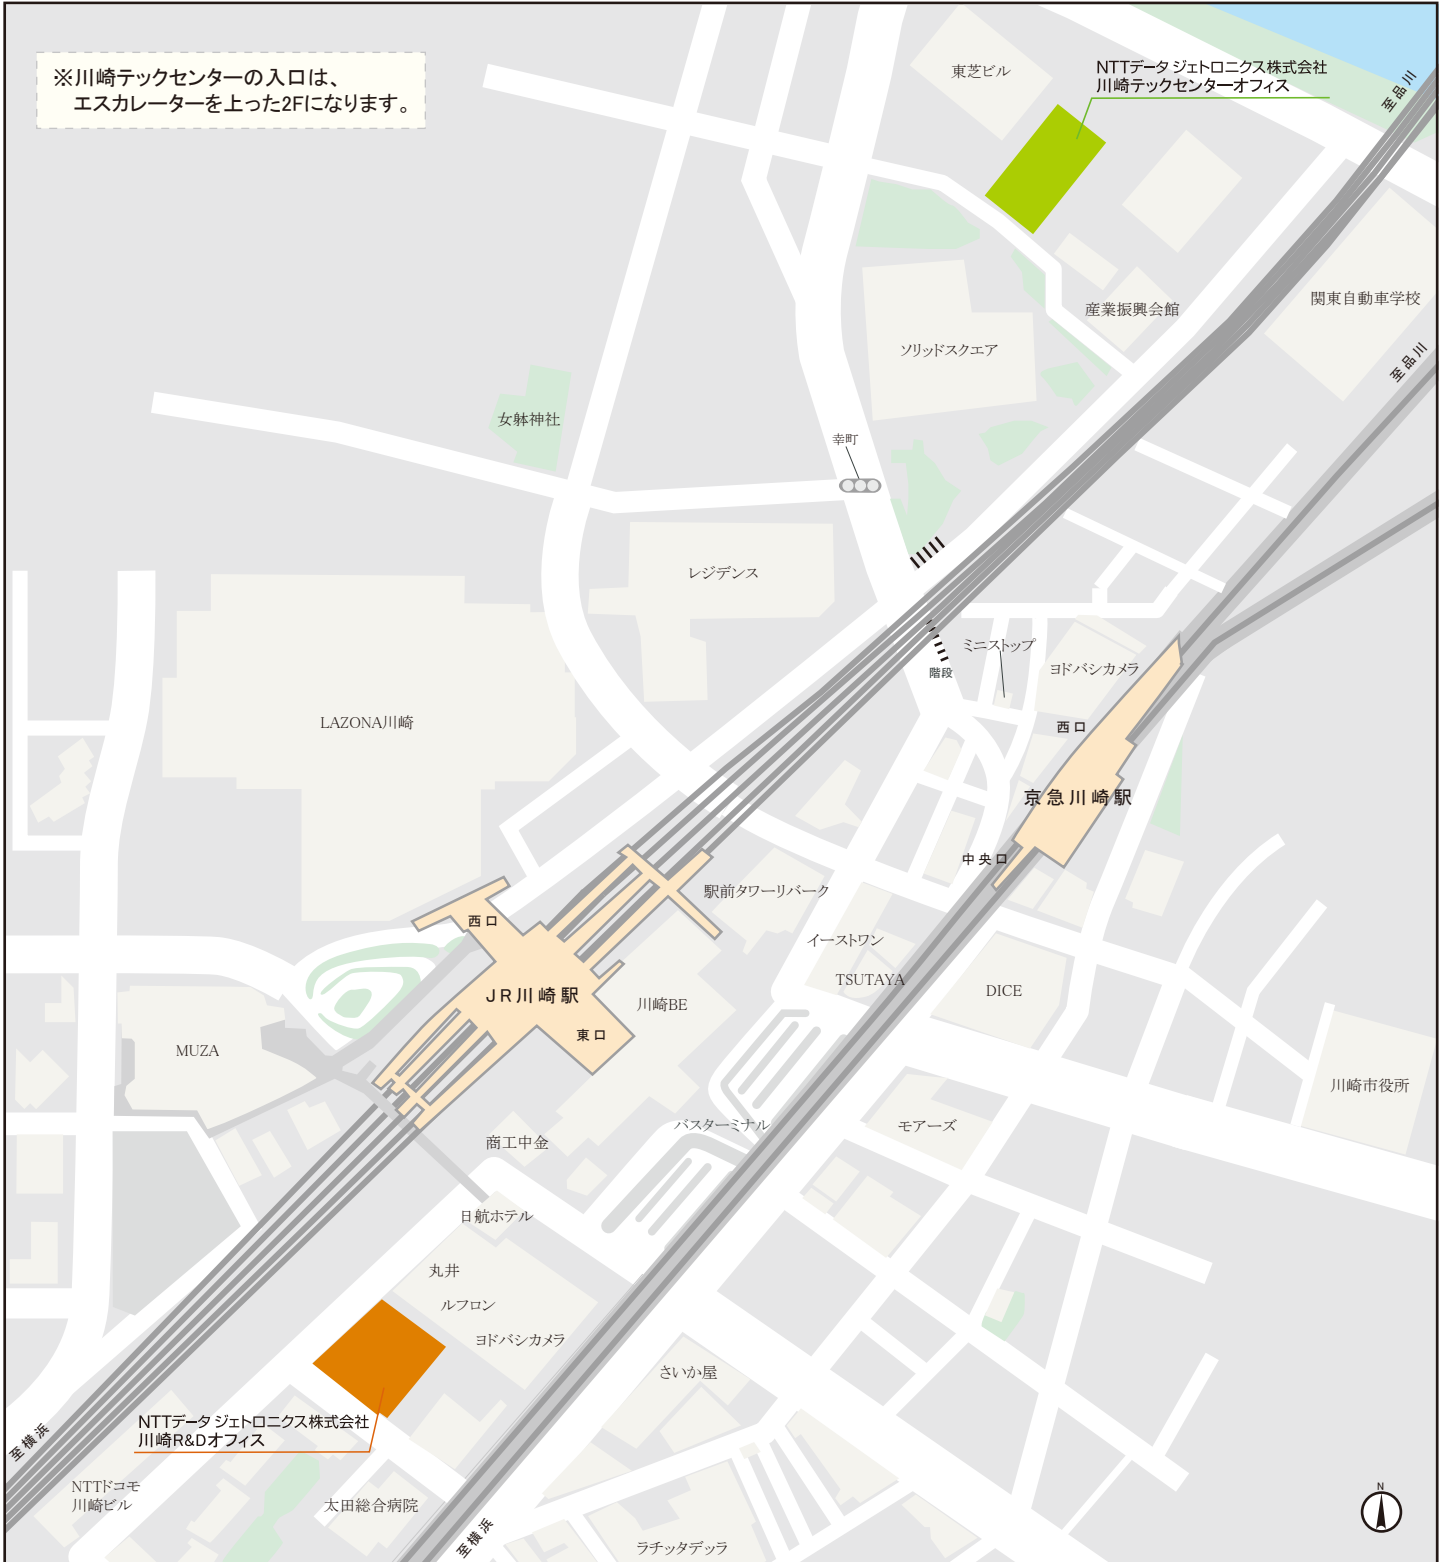 ※川崎テックセンターの入口は、
エスカレーターを上った2Fになります。
東芝ビル
NTTデータ ジェトロニクス株式会社
川崎テックセンターオフィス
至品川
関東自動車学校
産業振興会館
ソリッドスクエア
至品川
女躰神社
幸町
レジデンス
ミニストップ
階段
ヨドバシカメラ
LAZONA川崎
西口
京急川崎駅
中央口
駅前タワーリバーク
西口
イーストワン
TSUTAYA
DICE
JR川崎駅
川崎BE
東口
MUZA
川崎市役所
バスターミナル
モアーズ
商工中金
日航ホテル
丸井
ルフロン
ヨドバシカメラ
さいか屋
NTTデータ ジェトロニクス株式会社
川崎R&Dオフィス
至横浜
NTTドコモ
川崎ビル
太田総合病院
至横浜
ラチッタデッラ
N